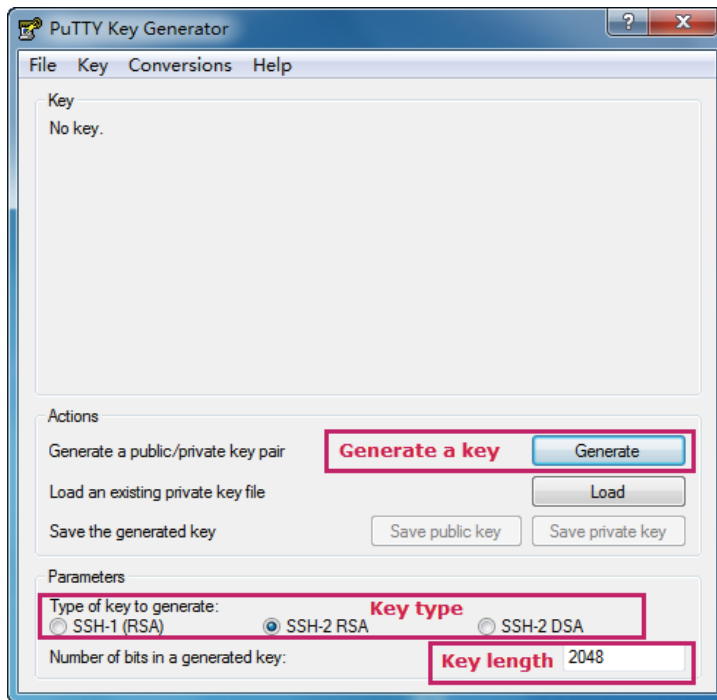 PuTTY Key Generator
? X
File Key Conversions Help
Key
No key.
Actions
Generate a public/private key pair Generate a key Generate
Load an existing private key file Load
Save the generated key Save public key Save private key
Parameters
Type of key to generate: Key type
SSH-1 (RSA) SSH-2 RSA SSH-2 DSA
Number of bits in a generated key: Key length 2048